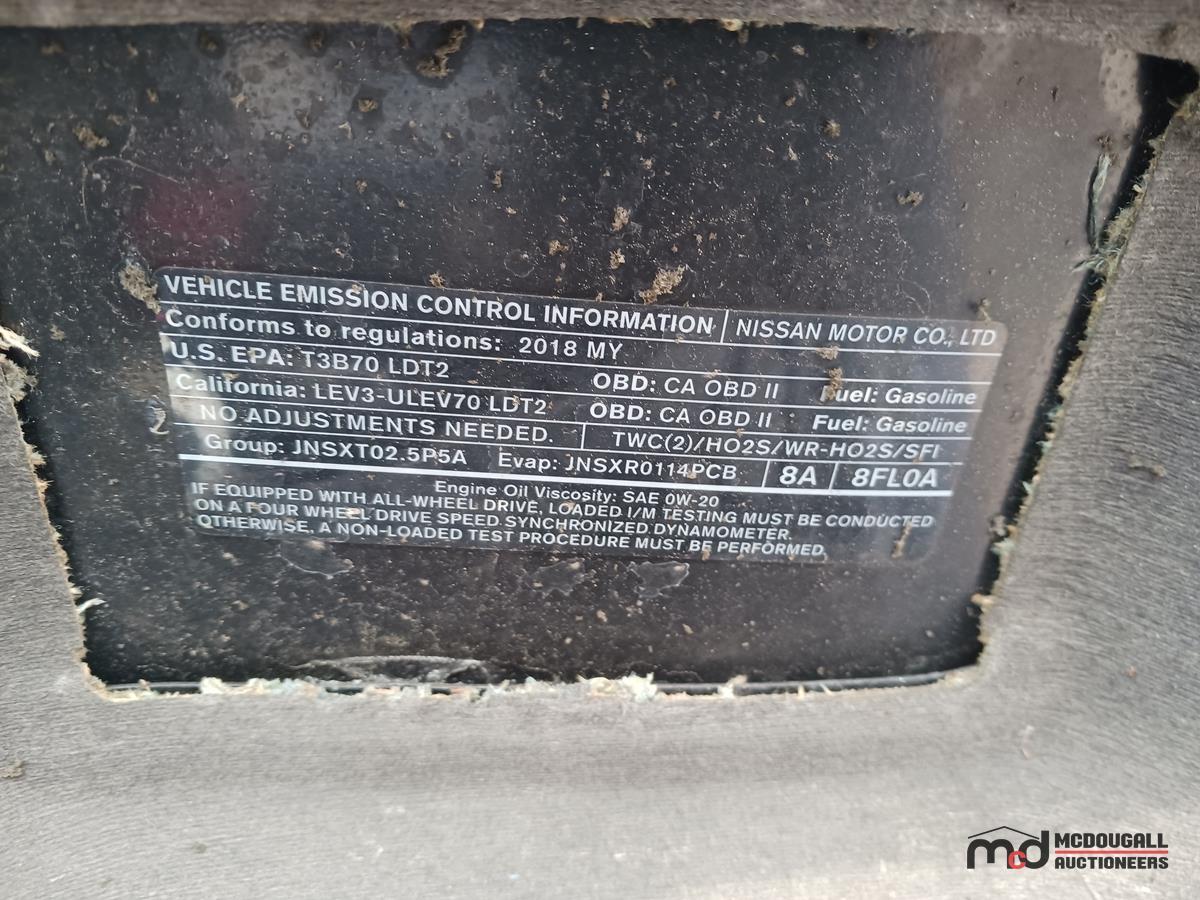 VEHICLE EMISSION CONTROL INFORMATION NISSAN MOTOR CO., LTD
Conforms to regulations: 2018 MY
U.S. EPA: T3B70 LDT2 OBD: CA OBD II Fuel: Gasoline
California: LEV3-ULEV70 LDT2 OBD: CA OBD II Fuel: Gasoline
NO ADJUSTMENTS NEEDED. TWC(2)/HO2S/WR-HO2S/SFI
Group: JNSXT02.5P5A Evap: JNSXR0114PCB 8A 8FL0A
Engine Oil Viscosity: SAE 0W-20
IF EQUIPPED WITH ALL-WHEEL DRIVE, LOADED I/M TESTING MUST BE CONDUCTED
ON A FOUR WHEEL DRIVE SPEED SYNCHRONIZED DYNAMOMETER.
OTHERWISE, A NON-LOADED TEST PROCEDURE MUST BE PERFORMED.
mcd MCDOUGALL
AUCTIONEERS